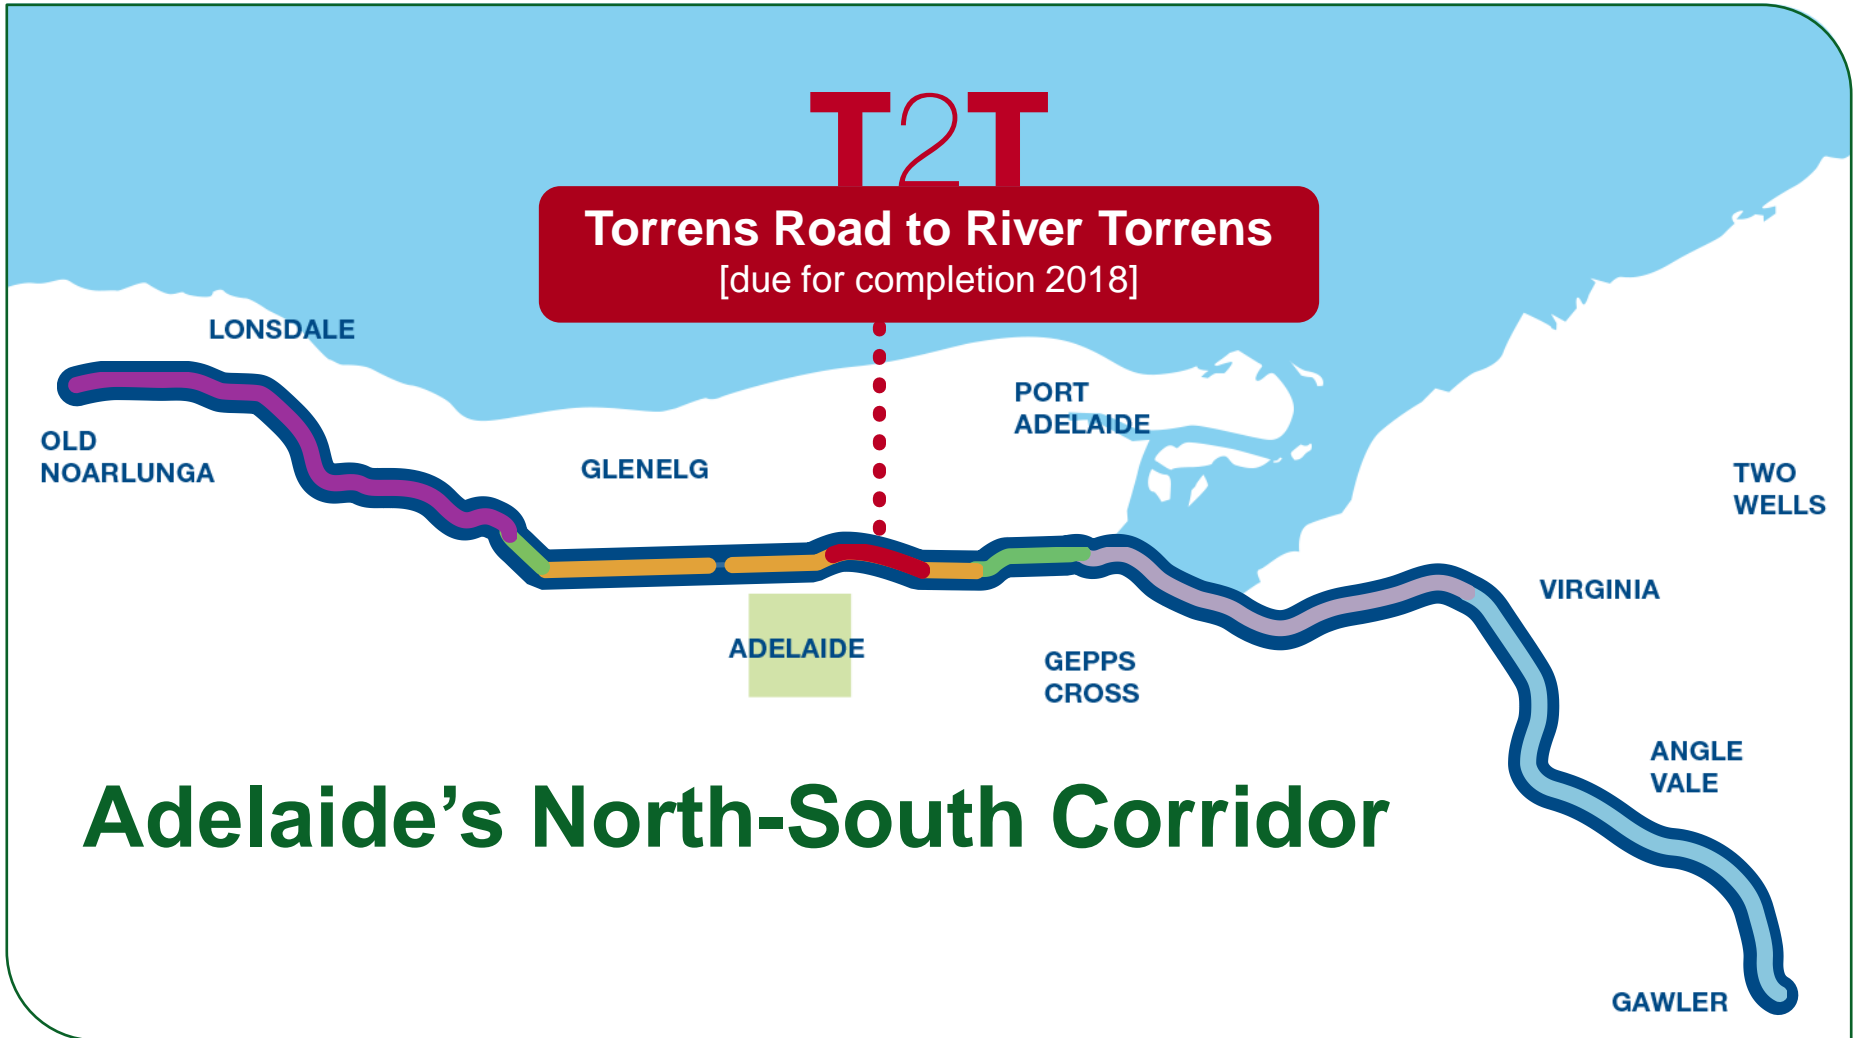 T2T
Torrens Road to River Torrens
[due for completion 2018]
LONSDALE
PORT
ADELAIDE
OLD
NOARLUNGA
GLENELG
TWO
WELLS
VIRGINIA
ADELAIDE
GEPPS
CROSS
ANGLE
VALE
Adelaide’s North-South Corridor
GAWLER